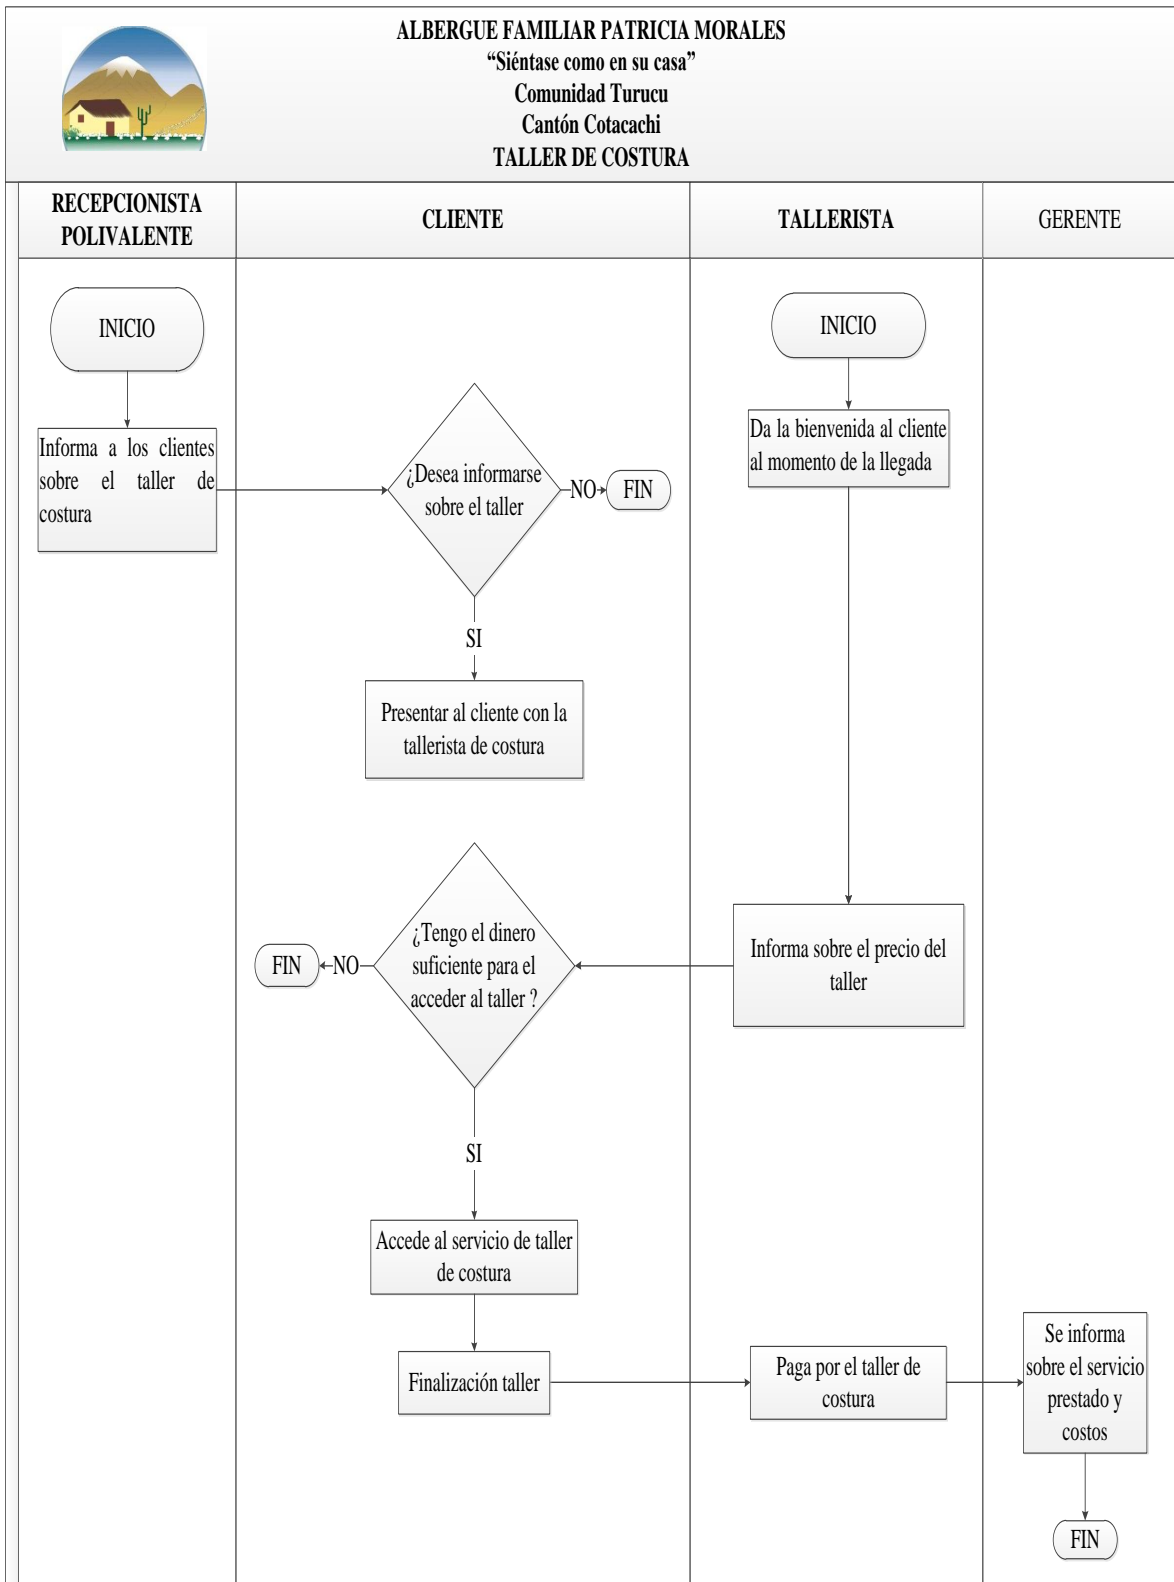 ALBERGUE FAMILIAR PATRICIA MORALES
“Siéntase como en su casa”
Comunidad Turucu
Cantón Cotacachi
TALLER DE COSTURA
RECEPCIONISTA
POLIVALENTE
CLIENTE
TALLERISTA
GERENTE
INICIO
Informa a los clientes
sobre el taller de
costura
¿Desea informarse
sobre el taller
NO
FIN
SI
Presentar al cliente con la
tallerista de costura
INICIO
Da la bienvenida al cliente
al momento de la llegada
Informa sobre el precio del
taller
¿Tengo el dinero
suficiente para el
acceder al taller ?
NO
FIN
SI
Accede al servicio de taller
de costura
Finalización taller
Paga por el taller de
costura
Se informa
sobre el servicio
prestado y
costos
FIN